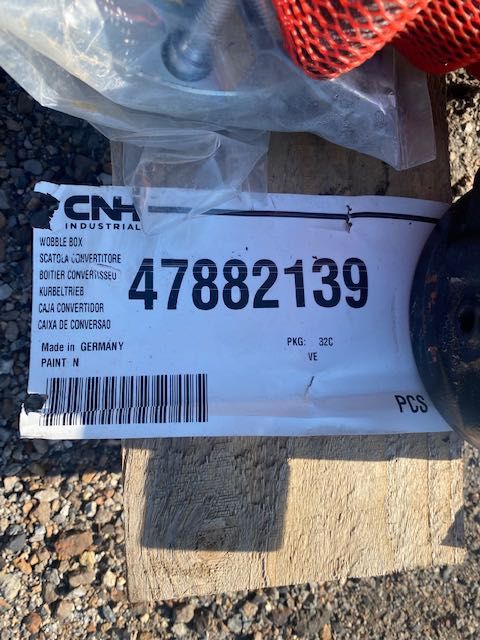 CNH
INDUSTRIAL
WOBBLE BOX
SCATOLA CONVERTITORE
BOITIER CONVERTISSEU
KURBELTRIEB
CAJA CONVERTIDOR
CAIXA DE CONVERSAO
47882139
Made in GERMANY
PAINT N
PKG: 32C
VE
PCS